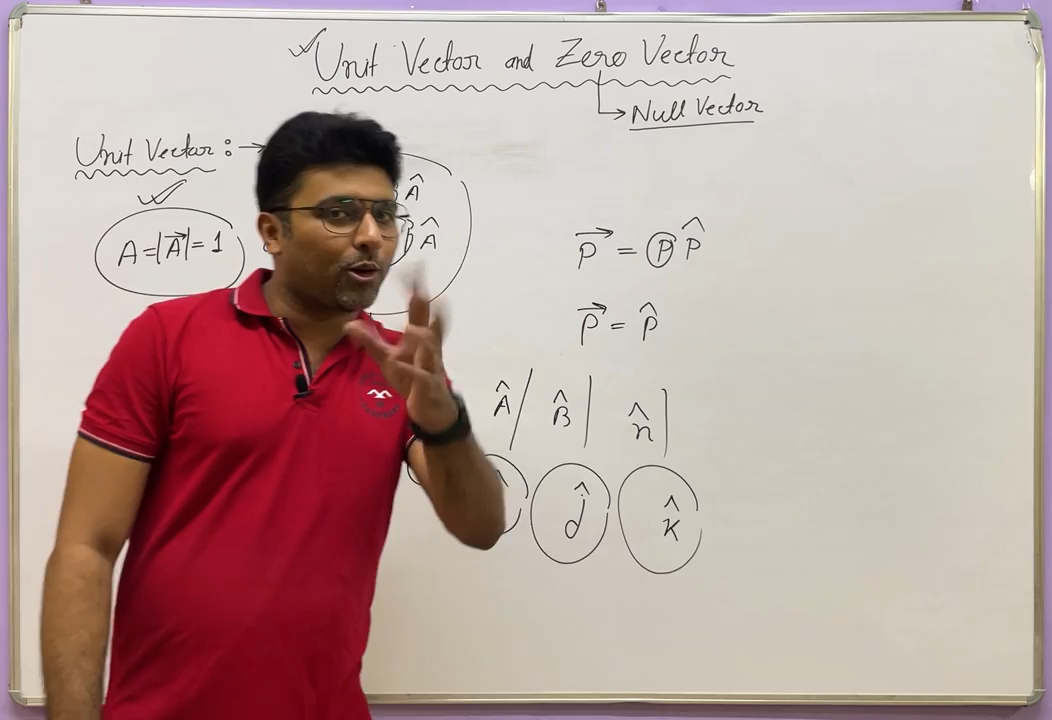 ✓Unit Vector and Zero Vector
↳Null Vector
Unit Vector :→
✓
A=|A⃗|=1
Â
B Â
P⃗ = P P̂
P⃗ = P̂
Â / B̂ | n̂ |
ĵ k̂